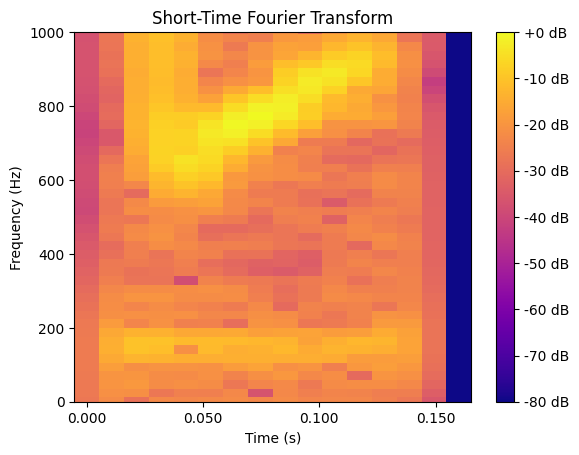 Short-Time Fourier Transform
Frequency (Hz)
1000
800
600
400
200
0
0.000
0.050
0.100
0.150
Time (s)
+0 dB
-10 dB
-20 dB
-30 dB
-40 dB
-50 dB
-60 dB
-70 dB
-80 dB